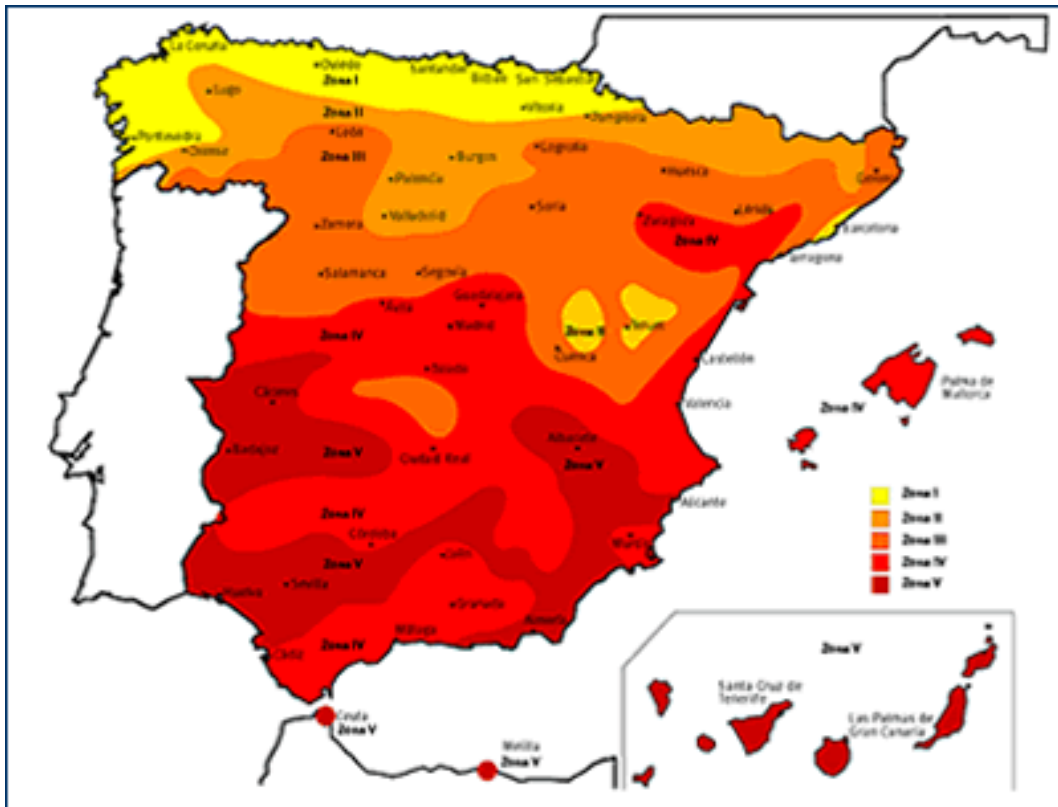 La Coruña
Oviedo
Santander
Bilbao
San Sebastián
Zona I
Lugo
Vitoria
Pamplona
Zona II
Pontevedra
León
Orense
Zona III
Burgos
Logroño
Palencia
Huesca
Gerona
Valladolid
Soria
Zaragoza
Lérida
Zamora
Barcelona
Zona IV
Tarragona
Salamanca
Segovia
Avila
Guadalajara
Madrid
Zona IV
Zona II
Teruel
Cuenca
Castellón
Toledo
Palma de
Mallorca
Cáceres
Valencia
Zona IV
Albacete
Badajoz
Zona V
Ciudad Real
Zona V
Alicante
Zona I
Zona II
Zona III
Zona IV
Zona V
Zona IV
Córdoba
Murcia
Zona V
Jaén
Sevilla
Huelva
Granada
Almería
Málaga
Zona IV
Cádiz
Zona V
Santa Cruz de
Tenerife
Las Palmas de
Gran Canaria
Ceuta
Zona V
Melilla
Zona V